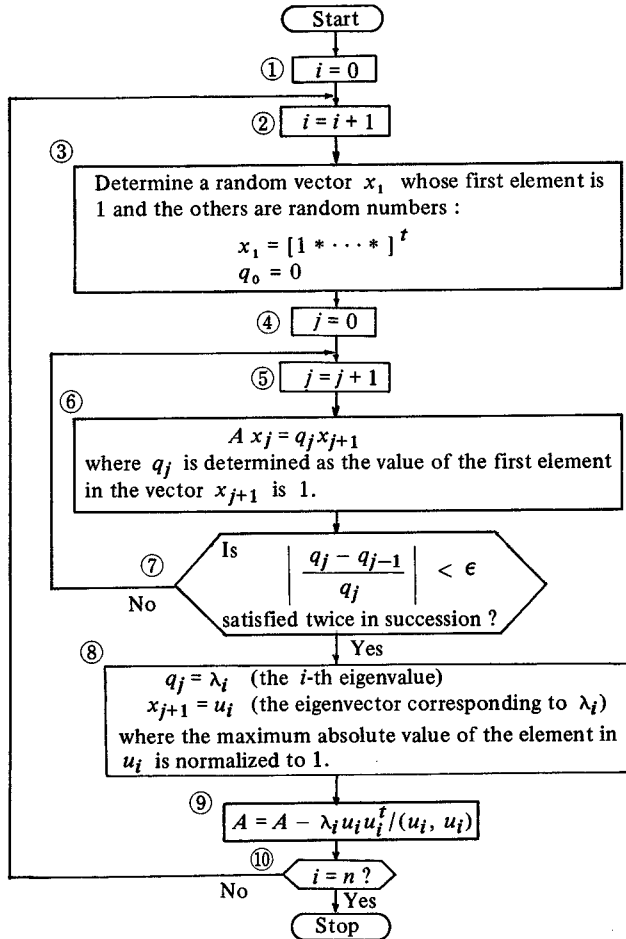 Start
① i = 0
② i = i + 1
③
Determine a random vector x₁ whose first element is
1 and the others are random numbers :
x₁ = [1 * · · · * ]ᵗ
q₀ = 0
④ j = 0
⑤ j = j + 1
⑥
A xⱼ = qⱼ xⱼ₊₁
where qⱼ is determined as the value of the first element
in the vector xⱼ₊₁ is 1.
⑦ Is | (qⱼ − qⱼ₋₁) / qⱼ | < ϵ
No
satisfied twice in succession ?
Yes
⑧
qⱼ = λᵢ (the i-th eigenvalue)
xⱼ₊₁ = uᵢ (the eigenvector corresponding to λᵢ)
where the maximum absolute value of the element in
uᵢ is normalized to 1.
⑨ A = A − λᵢ uᵢ uᵢᵗ/(uᵢ, uᵢ)
⑩ i = n ?
No
Yes
Stop